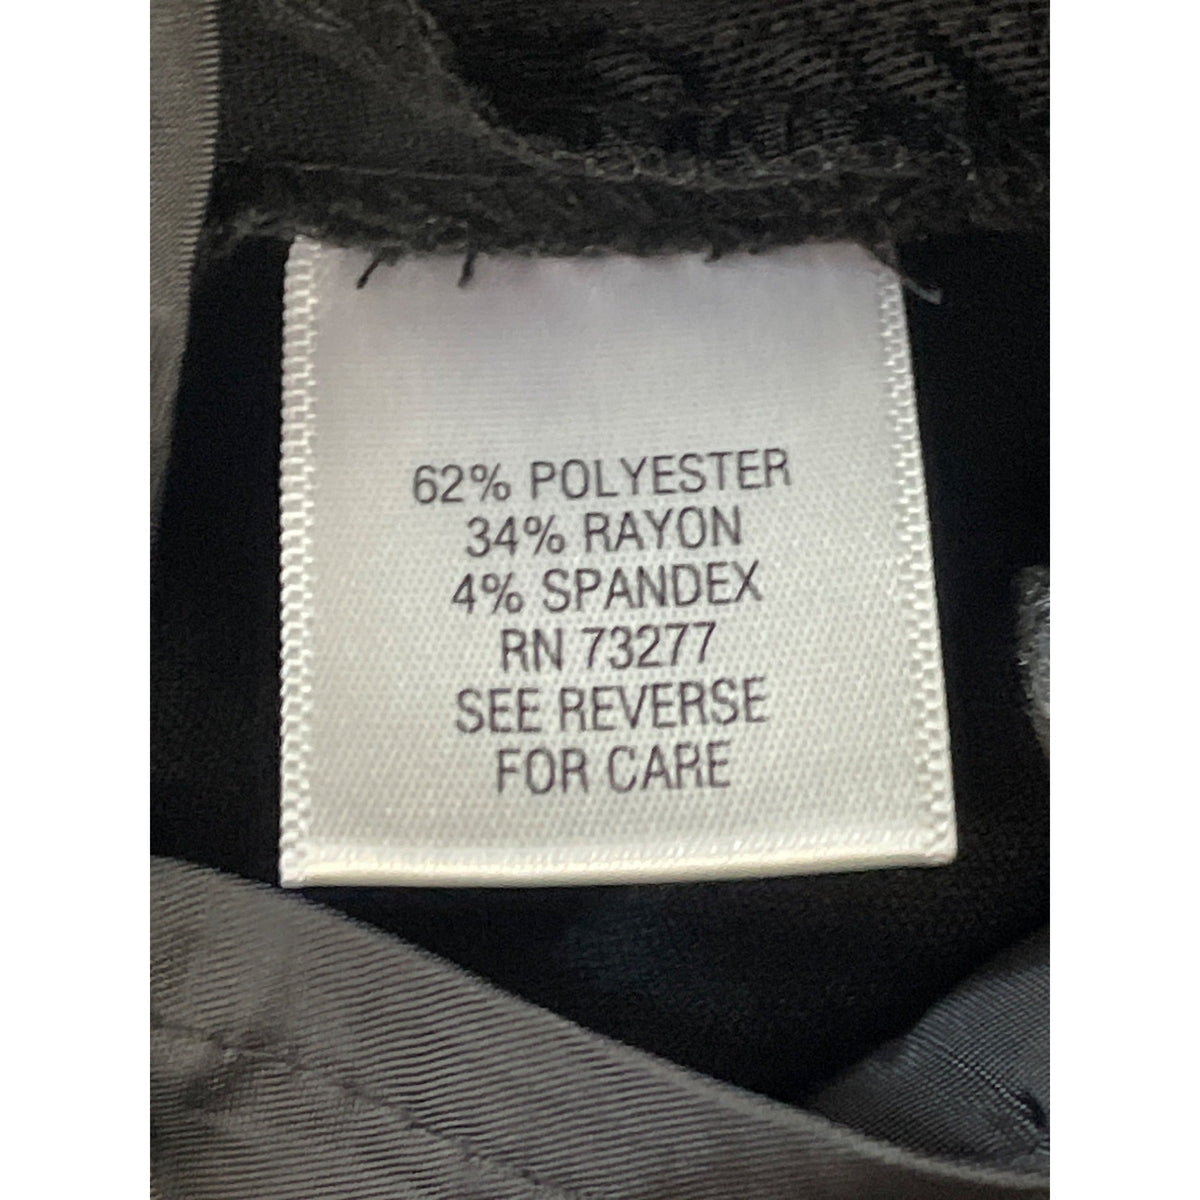 62% POLYESTER
34% RAYON
4% SPANDEX
RN 73277
SEE REVERSE
FOR CARE